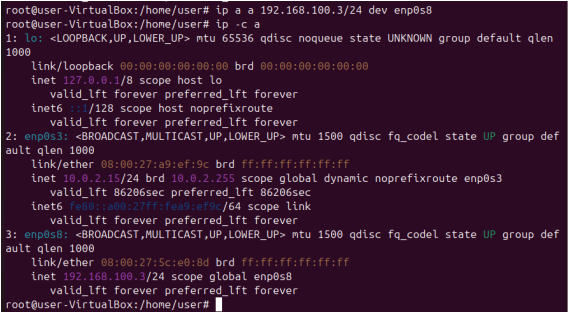 root@user-VirtualBox:/home/user# ip a a 192.168.100.3/24 dev enp0s8
root@user-VirtualBox:/home/user# ip -c a
1: lo: <LOOPBACK,UP,LOWER_UP> mtu 65536 qdisc noqueue state UNKNOWN group default qlen
1000
    link/loopback 00:00:00:00:00:00 brd 00:00:00:00:00:00
    inet 127.0.0.1/8 scope host lo
       valid_lft forever preferred_lft forever
    inet6 ::1/128 scope host noprefixroute
       valid_lft forever preferred_lft forever
2: enp0s3: <BROADCAST,MULTICAST,UP,LOWER_UP> mtu 1500 qdisc fq_codel state UP group def
ault qlen 1000
    link/ether 08:00:27:a9:ef:9c brd ff:ff:ff:ff:ff:ff
    inet 10.0.2.15/24 brd 10.0.2.255 scope global dynamic noprefixroute enp0s3
       valid_lft 86206sec preferred_lft 86206sec
    inet6 fe80::a00:27ff:fea9:ef9c/64 scope link
       valid_lft forever preferred_lft forever
3: enp0s8: <BROADCAST,MULTICAST,UP,LOWER_UP> mtu 1500 qdisc fq_codel state UP group def
ault qlen 1000
    link/ether 08:00:27:5c:e0:8d brd ff:ff:ff:ff:ff:ff
    inet 192.168.100.3/24 scope global enp0s8
       valid_lft forever preferred_lft forever
root@user-VirtualBox:/home/user#